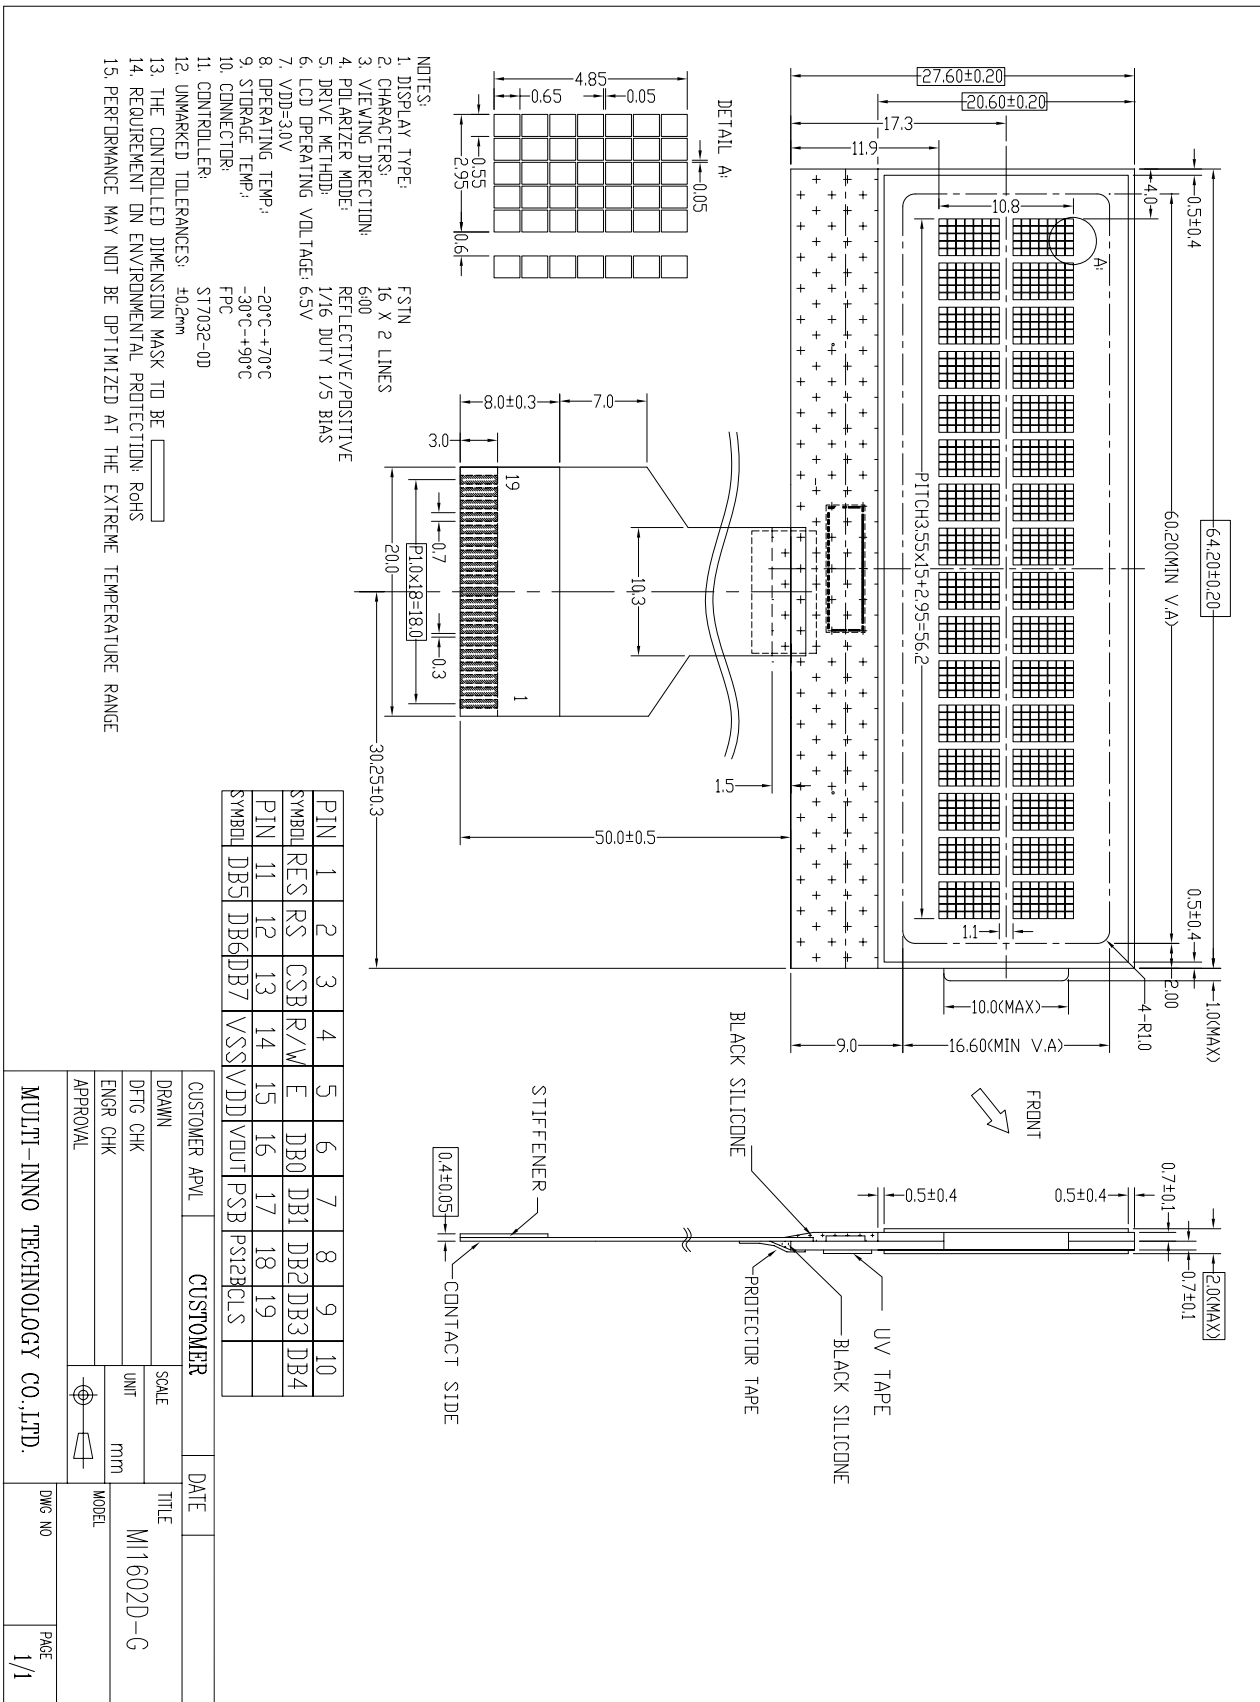 64.20±0.20
60.20(MIN V.A)
0.5±0.4
4.0
0.5±0.4
2.00
1.0(MAX)
4-R1.0
27.60±0.20
20.60±0.20
17.3
11.9
10.8
A:
PITCH3.55x15+2.95=56.2
1.1
10.0(MAX)
16.60(MIN V.A)
9.0
FRONT
0.7±0.1
2.0(MAX)
0.7±0.1
0.5±0.4
0.5±0.4
UV TAPE
BLACK SILICONE
BLACK SILICONE
PROTECTOR TAPE
STIFFENER
CONTACT SIDE
0.4±0.05
DETAIL A:
4.85
0.65
0.05
0.05
0.55
2.95
0.6
8.0±0.3
7.0
3.0
19
1
10.3
0.7
0.3
P1.0x18=18.0
20.0
30.25±0.3
1.5
50.0±0.5
NOTES:
1. DISPLAY TYPE: FSTN
2. CHARACTERS: 16 X 2 LINES
3. VIEWING DIRECTION: 6:00
4. POLARIZER MODE: REFLECTIVE/POSITIVE
5. DRIVE METHOD: 1/16 DUTY 1/5 BIAS
6. LCD OPERATING VOLTAGE: 6.5V
7. VDD=3.0V
8. OPERATING TEMP.: -20°C-+70°C
9. STORAGE TEMP.: -30°C-+90°C
10. CONNECTOR: FPC
11. CONTROLLER: ST7032-0D
12. UNMARKED TOLERANCES: ±0.2mm
13. THE CONTROLLED DIMENSION MASK TO BE
14. REQUIREMENT ON ENVIRONMENTAL PROTECTION: RoHS
15. PERFORMANCE MAY NOT BE OPTIMIZED AT THE EXTREME TEMPERATURE RANGE
PIN 1 2 3 4 5 6 7 8 9 10
SYMBOL RES RS CSB R/W E DB0 DB1 DB2 DB3 DB4
PIN 11 12 13 14 15 16 17 18 19
SYMBOL DB5 DB6 DB7 VSS VDD VOUT PSB PS12B CLS
CUSTOMER APVL CUSTOMER DATE
DRAWN
DFTG CHK
ENGR CHK
APPROVAL
SCALE
UNIT mm
TITLE
MI1602D-G
MODEL
MULTI-INNO TECHNOLOGY CO.,LTD.
DWG NO
PAGE
1/1